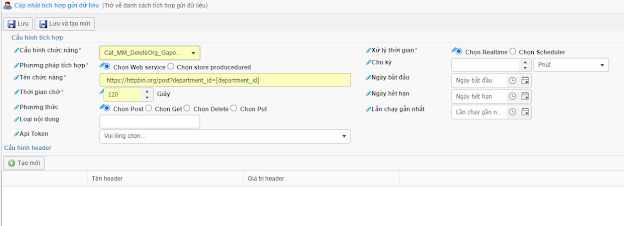 Cập nhật tích hợp gửi dữ liệu (Trở về danh sách tích hợp gửi dữ liệu)
Lưu Lưu và tạo mới
Cấu hình tích hợp
Cấu hình chức năng* Cat_MM_DeleteOrg_Gapo... Xử lý thời gian* Chọn Realtime Chọn Scheduler
Phương pháp tích hợp* Chọn Web service Chọn store producedured Chu kỳ Phút
Tên chức năng* https://httpbin.org/post?department_id=[department_id] Ngày bắt đầu Ngày bắt đầu
Thời gian chờ* 120 Giây Ngày hết hạn Ngày hết hạn
Phương thức Chọn Post Chọn Get Chọn Delete Chọn Put Lần chạy gần nhất Lần chạy gần n...
Loại nội dung
Api Token Vui lòng chọn...
Cấu hình header
Tạo mới
Tên header Giá trị header